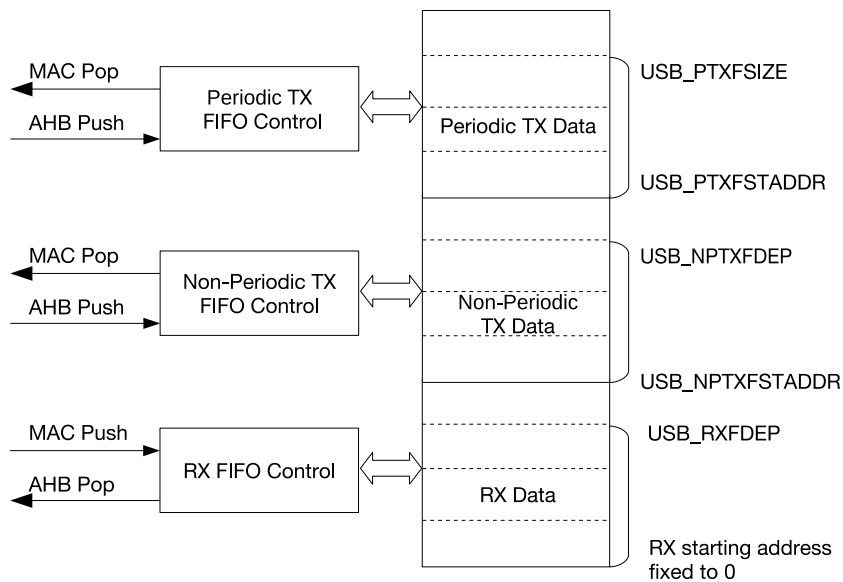 MAC Pop
AHB Push
Periodic TX
FIFO Control
Periodic TX Data
USB_PTXFSIZE
USB_PTXFSTADDR
MAC Pop
AHB Push
Non-Periodic TX
FIFO Control
Non-Periodic
TX Data
USB_NPTXFDEP
USB_NPTXFSTADDR
MAC Push
AHB Pop
RX FIFO Control
RX Data
USB_RXFDEP
RX starting address
fixed to 0